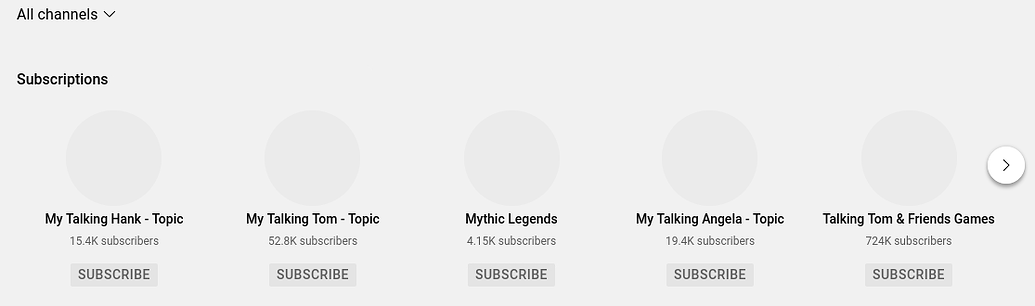 All channels
Subscriptions
My Talking Hank - Topic
15.4K subscribers
SUBSCRIBE
My Talking Tom - Topic
52.8K subscribers
SUBSCRIBE
Mythic Legends
4.15K subscribers
SUBSCRIBE
My Talking Angela - Topic
19.4K subscribers
SUBSCRIBE
Talking Tom & Friends Games
724K subscribers
SUBSCRIBE